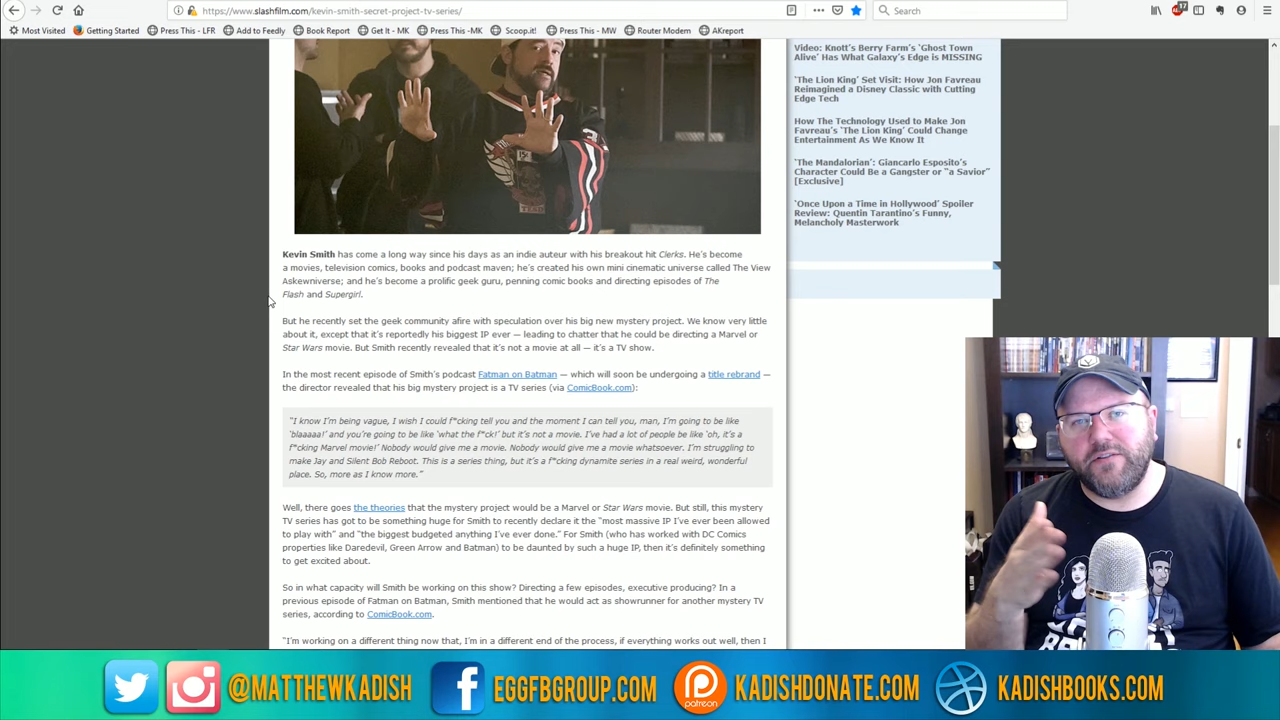 https://www.slashfilm.com/kevin-smith-secret-project-tv-series/
Search
17
Most Visited
Getting Started
Press This - LFR
Add to Feedly
Book Report
Get It - MK
Press This -MK
Scoop.it!
Press This - MW
Router Modem
AKreport
Kevin Smith has come a long way since his days as an indie auteur with his breakout hit Clerks. He's become
a movies, television comics, books and podcast maven; he's created his own mini cinematic universe called The View
Askewniverse; and he's become a prolific geek guru, penning comic books and directing episodes of The
Flash and Supergirl.
But he recently set the geek community afire with speculation over his big new mystery project. We know very little
about it, except that it's reportedly his biggest IP ever — leading to chatter that he could be directing a Marvel or
Star Wars movie. But Smith recently revealed that it's not a movie at all — it's a TV show.
In the most recent episode of Smith's podcast Fatman on Batman — which will soon be undergoing a title rebrand —
the director revealed that his big mystery project is a TV series (via ComicBook.com):
"I know I'm being vague, I wish I could f*cking tell you and the moment I can tell you, man, I'm going to be like
'blaaaaa!' and you're going to be like 'what the f*ck!' but it's not a movie. I've had a lot of people be like 'oh, it's a
f*cking Marvel movie!' Nobody would give me a movie. Nobody would give me a movie whatsoever. I'm struggling to
make Jay and Silent Bob Reboot. This is a series thing, but it's a f*cking dynamite series in a real weird, wonderful
place. So, more as I know more."
Well, there goes the theories that the mystery project would be a Marvel or Star Wars movie. But still, this mystery
TV series has got to be something huge for Smith to recently declare it the "most massive IP I've ever been allowed
to play with" and "the biggest budgeted anything I've ever done." For Smith (who has worked with DC Comics
properties like Daredevil, Green Arrow and Batman) to be daunted by such a huge IP, then it's definitely something
to get excited about.
So in what capacity will Smith be working on this show? Directing a few episodes, executive producing? In a
previous episode of Fatman on Batman, Smith mentioned that he would act as showrunner for another mystery TV
series, according to ComicBook.com.
"I'm working on a different thing now that, I'm in a different end of the process, if everything works out well, then I
Video: Knott's Berry Farm's 'Ghost Town
Alive' Has What Galaxy's Edge is MISSING
'The Lion King' Set Visit: How Jon Favreau
Reimagined a Disney Classic with Cutting
Edge Tech
How The Technology Used to Make Jon
Favreau's 'The Lion King' Could Change
Entertainment As We Know It
'The Mandalorian': Giancarlo Esposito's
Character Could Be a Gangster or "a Savior"
[Exclusive]
'Once Upon a Time in Hollywood' Spoiler
Review: Quentin Tarantino's Funny,
Melancholy Masterwork
@MATTHEWKADISH
EGGFBGROUP.COM
patreon
KADISHDONATE.COM
KADISHBOOKS.COM